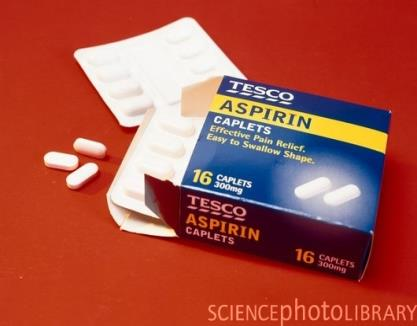 TESCO
ASPIRIN
CAPLETS
Effective Pain Relief.
Easy to Swallow Shape.
16 CAPLETS
300mg
TESCO
ASPIRIN
CAPLETS
16 CAPLETS
300mg
SCIENCEphotoLIBRARY